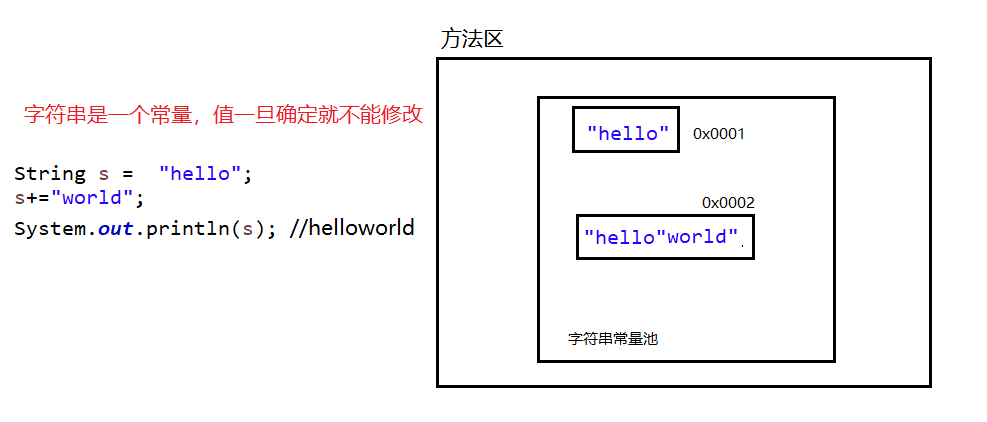 方法区
字符串是一个常量，值一旦确定就不能修改
String s =  "hello";
s+="world";
System.out.println(s); //helloworld
"hello" 0x0001
0x0002
"hello"world".
字符串常量池